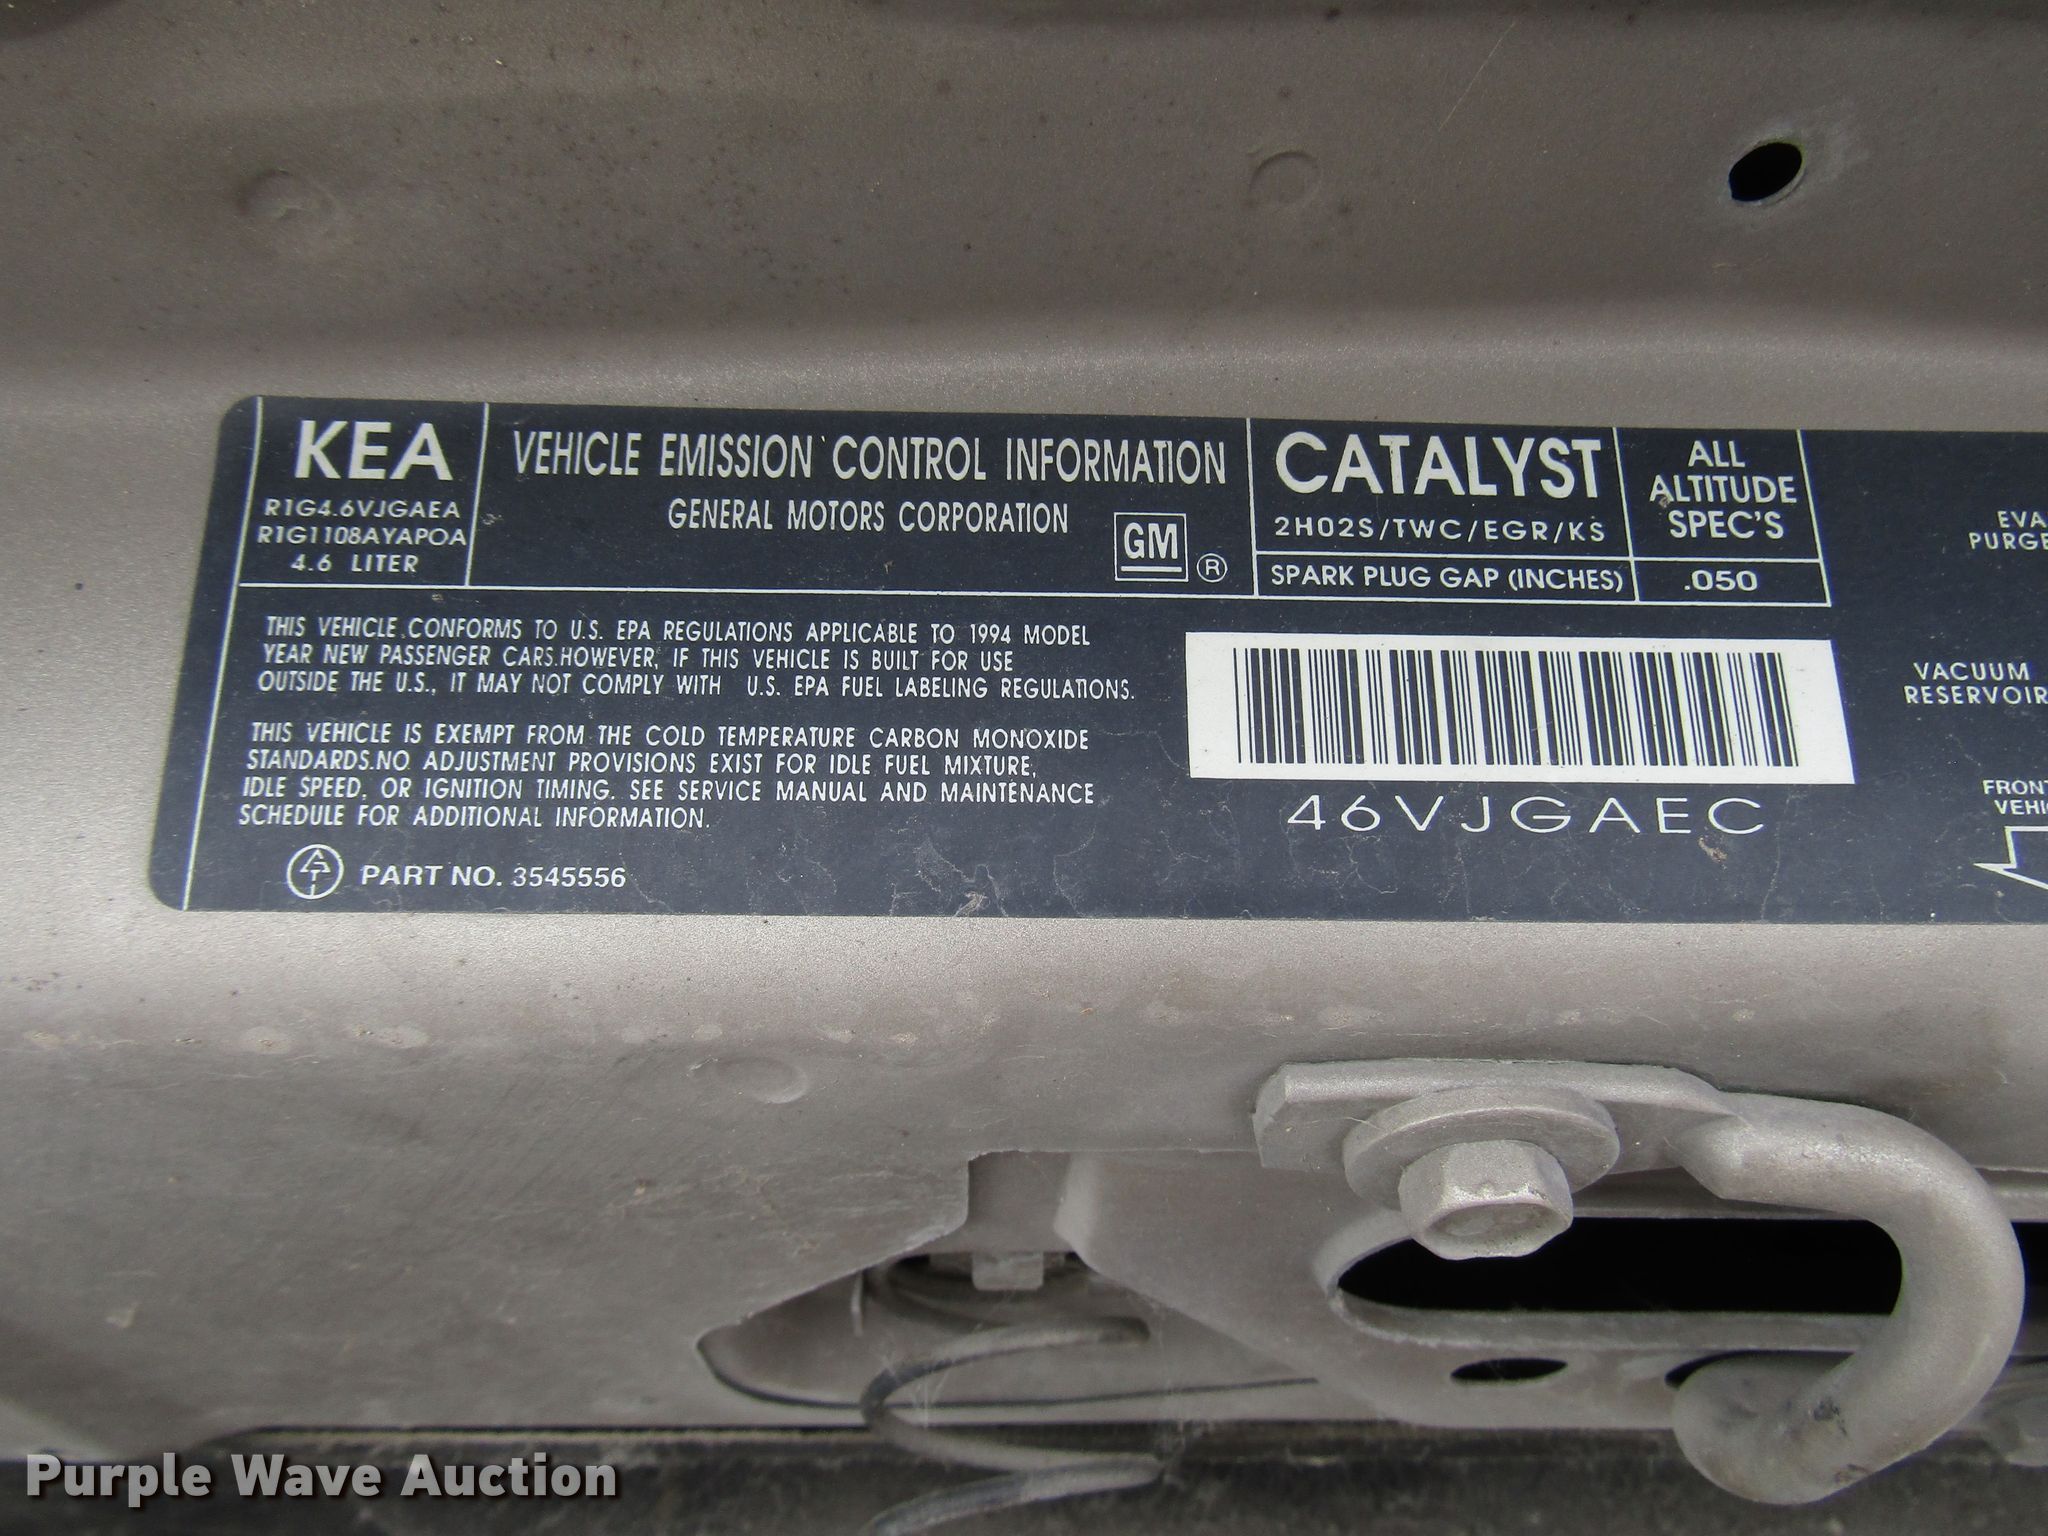 KEA
R1G4.6VJGAEA
R1G1108AYAPOA
4.6 LITER
VEHICLE EMISSION CONTROL INFORMATION
GENERAL MOTORS CORPORATION
GM
®
CATALYST
2H02S/TWC/EGR/KS
SPARK PLUG GAP (INCHES)
ALL
ALTITUDE
SPEC'S
.050
THIS VEHICLE CONFORMS TO U.S. EPA REGULATIONS APPLICABLE TO 1994 MODEL
YEAR NEW PASSENGER CARS.HOWEVER, IF THIS VEHICLE IS BUILT FOR USE
OUTSIDE THE U.S., IT MAY NOT COMPLY WITH U.S. EPA FUEL LABELING REGULATIONS.
THIS VEHICLE IS EXEMPT FROM THE COLD TEMPERATURE CARBON MONOXIDE
STANDARDS.NO ADJUSTMENT PROVISIONS EXIST FOR IDLE FUEL MIXTURE,
IDLE SPEED, OR IGNITION TIMING. SEE SERVICE MANUAL AND MAINTENANCE
SCHEDULE FOR ADDITIONAL INFORMATION.
PART NO. 3545556
46VJGAEC
EVA
PURGE
VACUUM
RESERVOIR
FRONT
VEHI
Purple Wave Auction